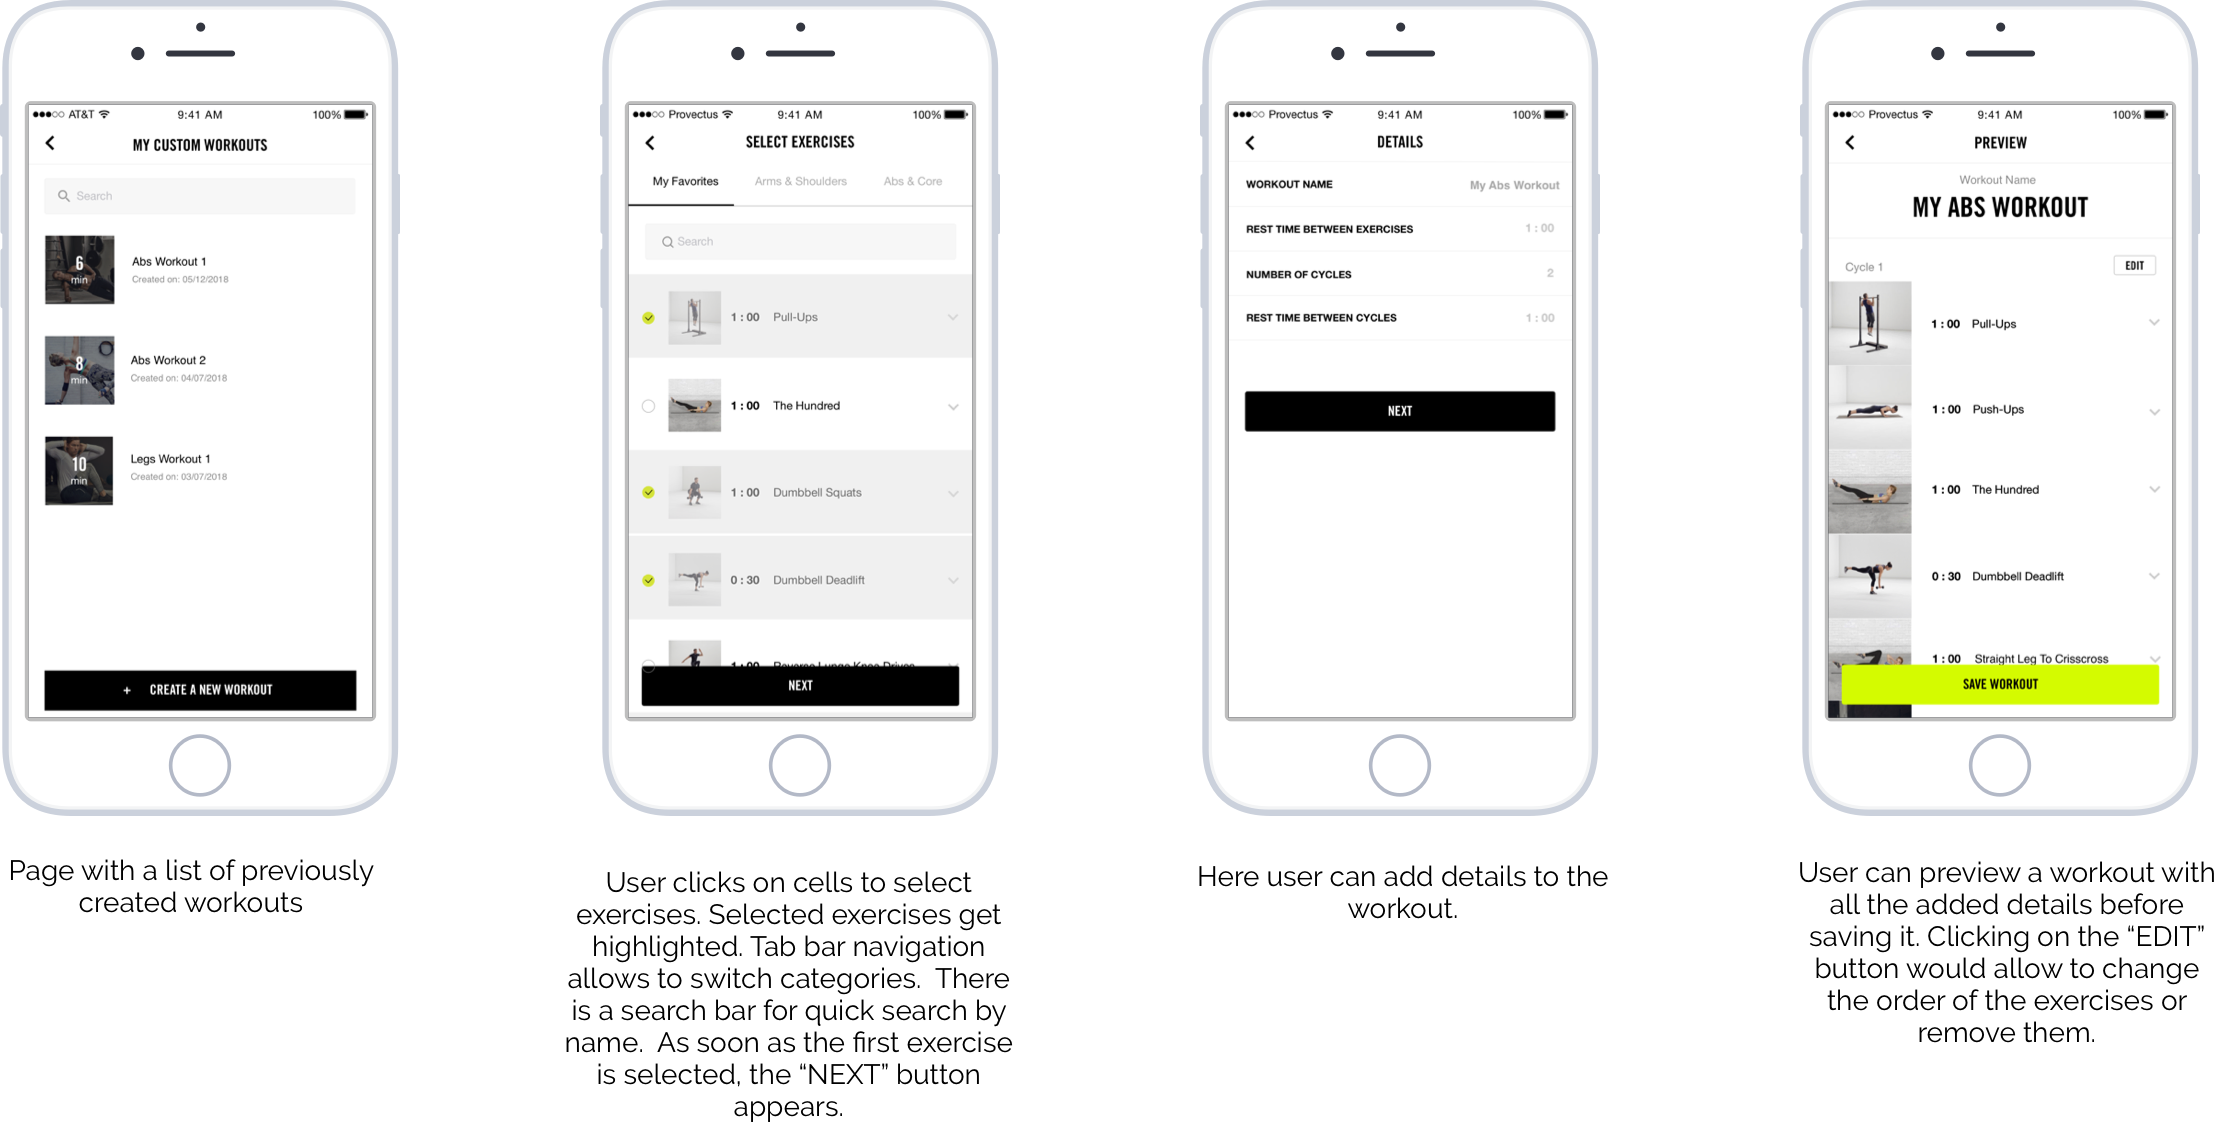 AT&T 9:41 AM 100%
MY CUSTOM WORKOUTS
Search
6
min
Abs Workout 1
Created on: 05/12/2018
8
min
Abs Workout 2
Created on: 04/07/2018
10
min
Legs Workout 1
Created on: 03/07/2018
+ CREATE A NEW WORKOUT
Page with a list of previously
created workouts
Provectus 9:41 AM 100%
SELECT EXERCISES
My Favorites Arms & Shoulders Abs & Core
Search
1 : 00 Pull-Ups
1 : 00 The Hundred
1 : 00 Dumbbell Squats
0 : 30 Dumbbell Deadlift
1 : 00 Reverse Lunge Knee Drives
NEXT
User clicks on cells to select
exercises. Selected exercises get
highlighted. Tab bar navigation
allows to switch categories.  There
is a search bar for quick search by
name.  As soon as the first exercise
is selected, the “NEXT” button
appears.
Provectus 9:41 AM 100%
DETAILS
WORKOUT NAME My Abs Workout
REST TIME BETWEEN EXERCISES 1 : 00
NUMBER OF CYCLES 2
REST TIME BETWEEN CYCLES 1 : 00
NEXT
Here user can add details to the
workout.
Provectus 9:41 AM 100%
PREVIEW
Workout Name
MY ABS WORKOUT
Cycle 1 EDIT
1 : 00 Pull-Ups
1 : 00 Push-Ups
1 : 00 The Hundred
0 : 30 Dumbbell Deadlift
1 : 00 Straight Leg To Crisscross
SAVE WORKOUT
User can preview a workout with
all the added details before
saving it. Clicking on the “EDIT”
button would allow to change
the order of the exercises or
remove them.